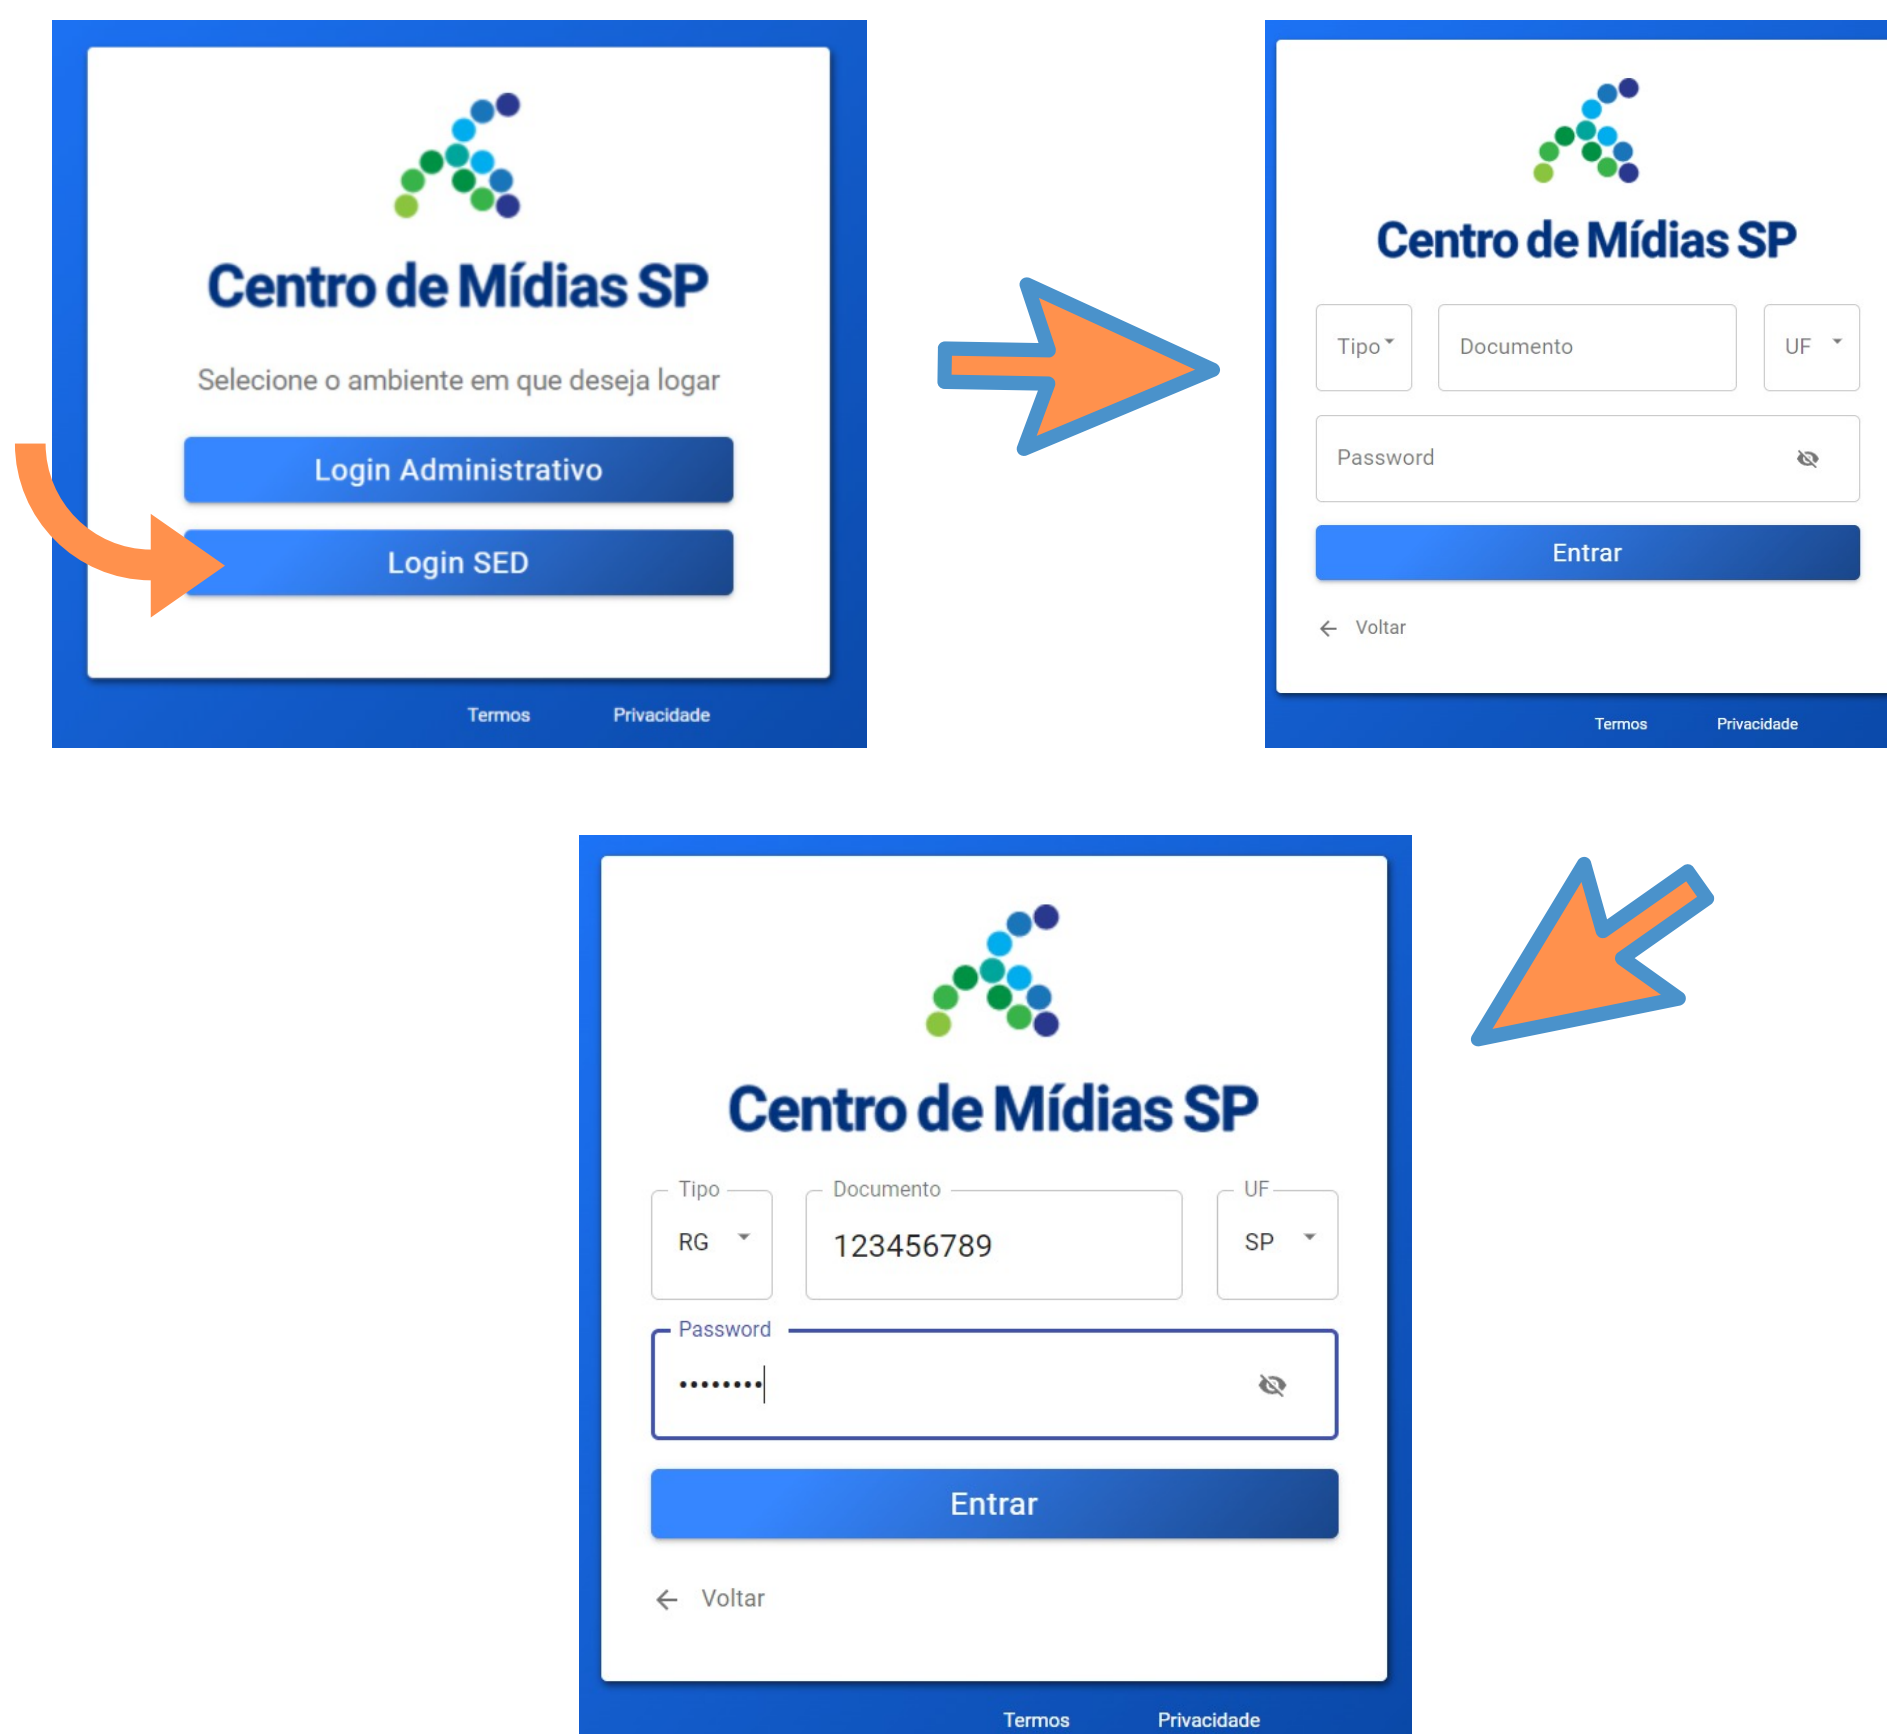 Centro de Mídias SP
Selecione o ambiente em que deseja logar
Login Administrativo
Login SED
Termos Privacidade
Centro de Mídias SP
Tipo Documento UF
Password
Entrar
Voltar
Termos Privacidade
Centro de Mídias SP
Tipo Documento UF
RG 123456789 SP
Password
••••••••
Entrar
Voltar
Termos Privacidade